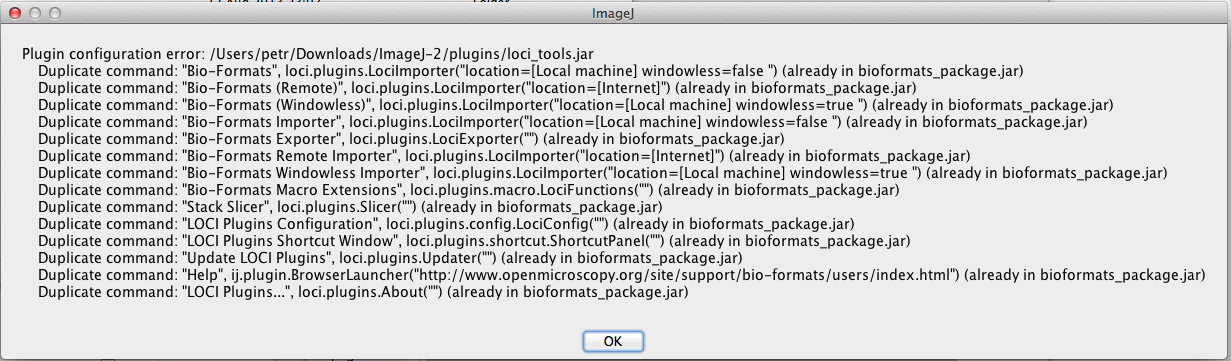 ImageJ
Plugin configuration error: /Users/petr/Downloads/ImageJ-2/plugins/loci_tools.jar
Duplicate command: "Bio-Formats", loci.plugins.LociImporter("location=[Local machine] windowless=false ") (already in bioformats_package.jar)
Duplicate command: "Bio-Formats (Remote)", loci.plugins.LociImporter("location=[Internet]") (already in bioformats_package.jar)
Duplicate command: "Bio-Formats (Windowless)", loci.plugins.LociImporter("location=[Local machine] windowless=true ") (already in bioformats_package.jar)
Duplicate command: "Bio-Formats Importer", loci.plugins.LociImporter("location=[Local machine] windowless=false ") (already in bioformats_package.jar)
Duplicate command: "Bio-Formats Exporter", loci.plugins.LociExporter("") (already in bioformats_package.jar)
Duplicate command: "Bio-Formats Remote Importer", loci.plugins.LociImporter("location=[Internet]") (already in bioformats_package.jar)
Duplicate command: "Bio-Formats Windowless Importer", loci.plugins.LociImporter("location=[Local machine] windowless=true ") (already in bioformats_package.jar)
Duplicate command: "Bio-Formats Macro Extensions", loci.plugins.macro.LociFunctions("") (already in bioformats_package.jar)
Duplicate command: "Stack Slicer", loci.plugins.Slicer("") (already in bioformats_package.jar)
Duplicate command: "LOCI Plugins Configuration", loci.plugins.config.LociConfig("") (already in bioformats_package.jar)
Duplicate command: "LOCI Plugins Shortcut Window", loci.plugins.shortcut.ShortcutPanel("") (already in bioformats_package.jar)
Duplicate command: "Update LOCI Plugins", loci.plugins.Updater("") (already in bioformats_package.jar)
Duplicate command: "Help", ij.plugin.BrowserLauncher("http://www.openmicroscopy.org/site/support/bio-formats/users/index.html") (already in bioformats_package.jar)
Duplicate command: "LOCI Plugins...", loci.plugins.About("") (already in bioformats_package.jar)
OK